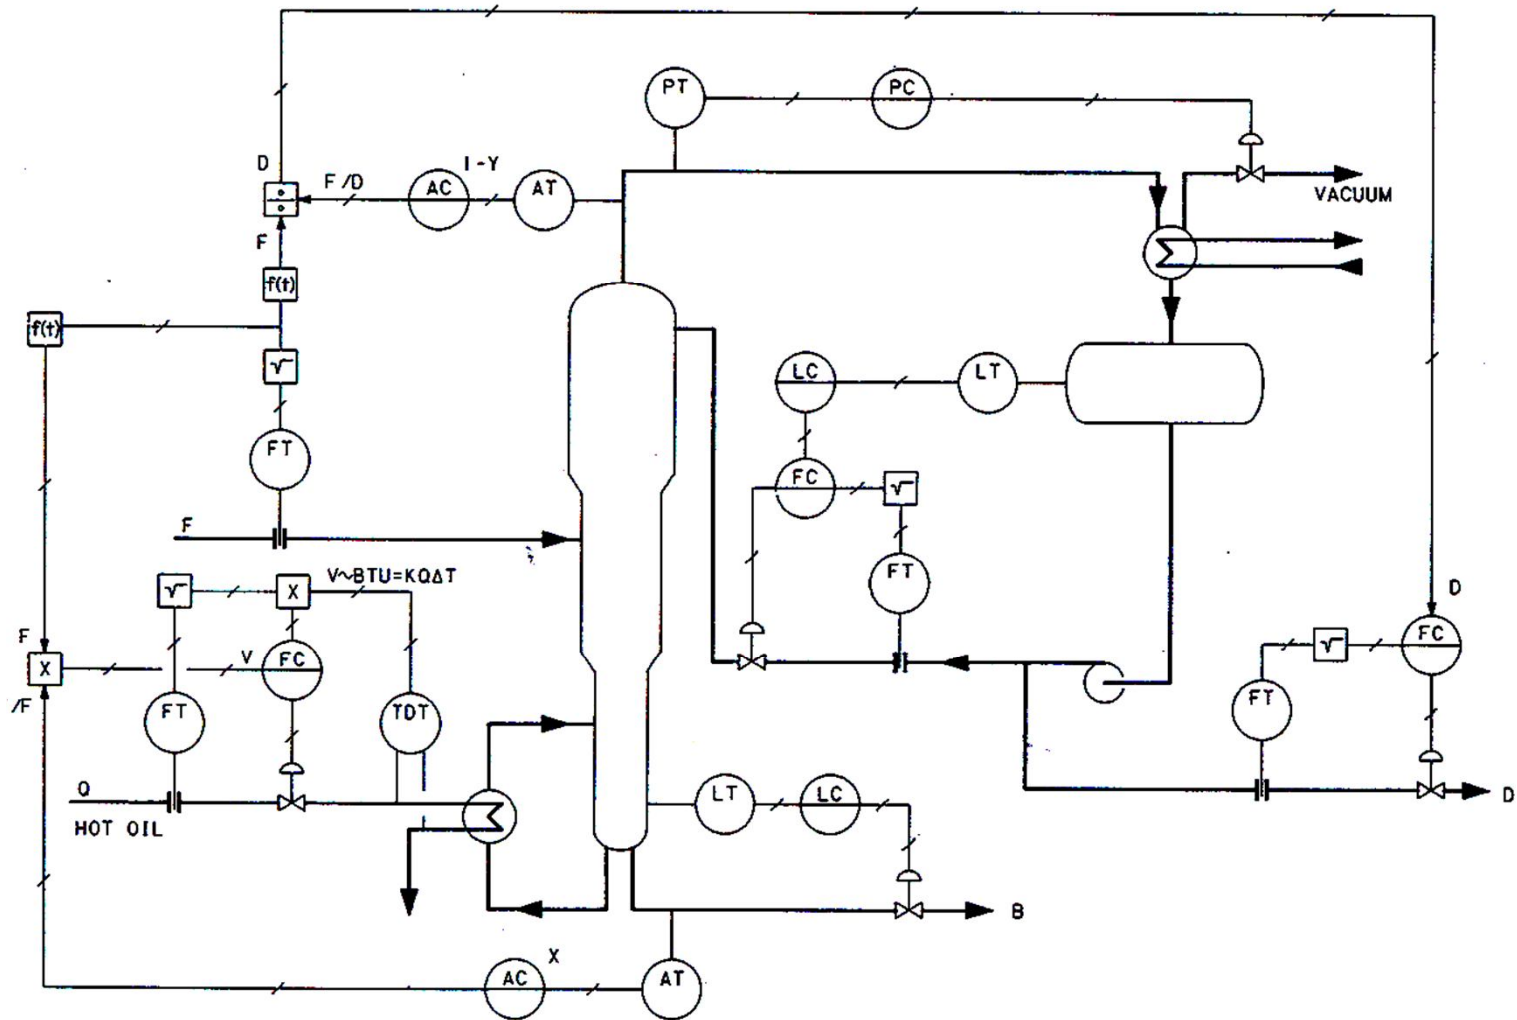 PT
PC
D
I-Y
F/D
AC
AT
VACUUM
F
f(t)
f(t)
√
LC
LT
FT
FC
√
F
V~BTU=KQΔT
√
X
FT
D
F
X
V
FC
√
FC
/F
FT
TDT
FT
Q
LT
LC
D
HOT OIL
B
X
AC
AT